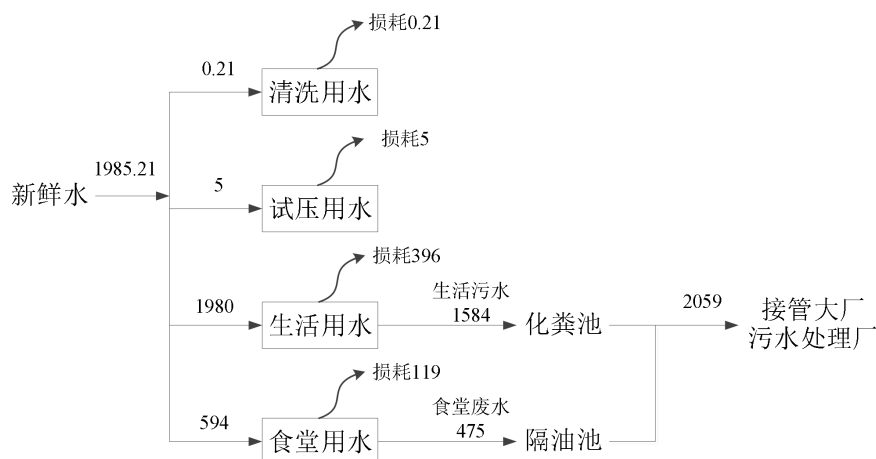 损耗0.21
0.21
清洗用水
损耗5
1985.21
新鲜水
5
试压用水
损耗396
生活污水
1980
生活用水
1584
化粪池
2059
接管大厂
污水处理厂
损耗119
食堂废水
594
食堂用水
475
隔油池